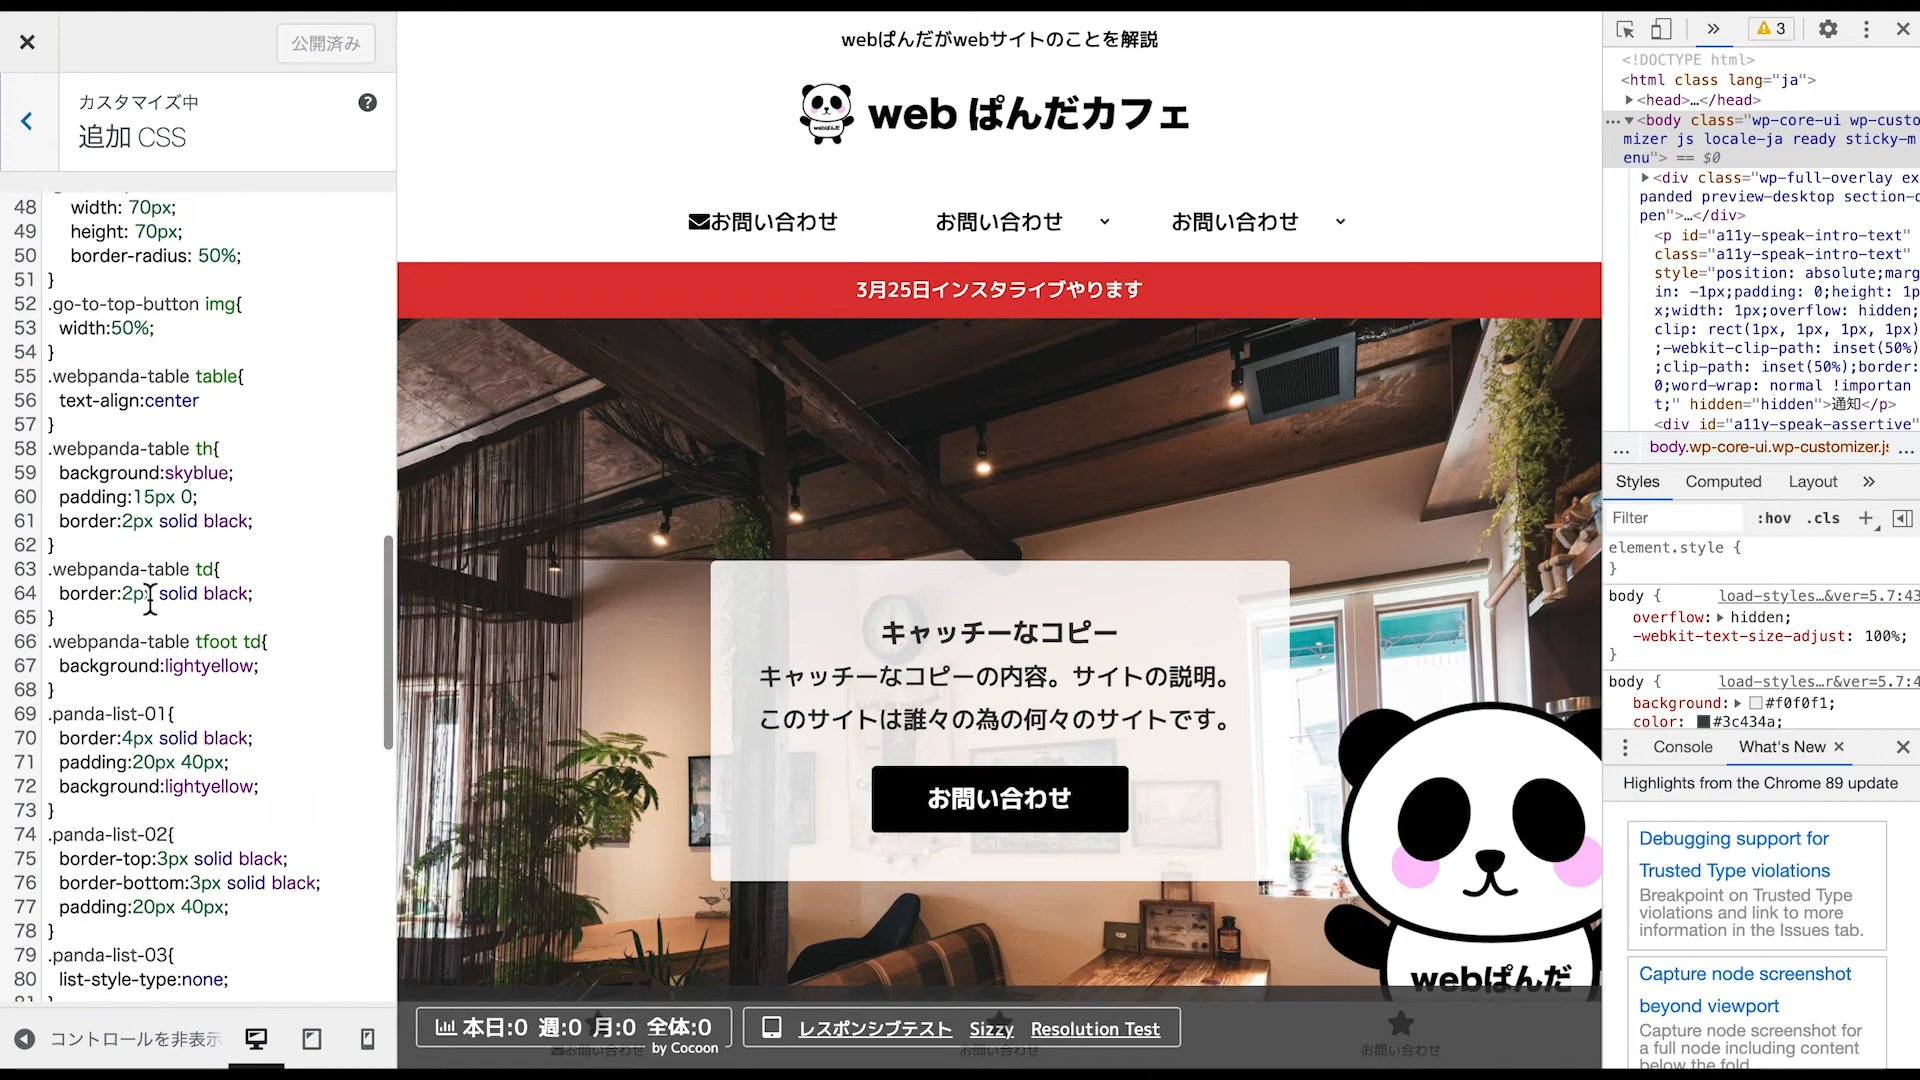 公開済み
カスタマイズ中
追加 CSS
48 width: 70px;
49 height: 70px;
50 border-radius: 50%;
51 }
52 .go-to-top-button img{
53 width:50%;
54 }
55 .webpanda-table table{
56 text-align:center
57 }
58 .webpanda-table th{
59 background:skyblue;
60 padding:15px 0;
61 border:2px solid black;
62 }
63 .webpanda-table td{
64 border:2px solid black;
65 }
66 .webpanda-table tfoot td{
67 background:lightyellow;
68 }
69 .panda-list-01{
70 border:4px solid black;
71 padding:20px 40px;
72 background:lightyellow;
73 }
74 .panda-list-02{
75 border-top:3px solid black;
76 border-bottom:3px solid black;
77 padding:20px 40px;
78 }
79 .panda-list-03{
80 list-style-type:none;
コントロールを非表示
webぱんだがwebサイトのことを解説
web ぱんだカフェ
お問い合わせ お問い合わせ お問い合わせ
3月25日インスタライブやります
キャッチーなコピー
キャッチーなコピーの内容。サイトの説明。
このサイトは誰々の為の何々のサイトです。
お問い合わせ
webぱんだ
本日:0 週:0 月:0 全体:0
by Cocoon
レスポンシブテスト Sizzy Resolution Test
お問い合わせ お問い合わせ お問い合わせ
3
<!DOCTYPE html>
<html class lang="ja">
<head>…</head>
<body class="wp-core-ui wp-custo
mizer js locale-ja ready sticky-m
enu"> == $0
<div class="wp-full-overlay ex
panded preview-desktop section-o
pen">…</div>
<p id="a11y-speak-intro-text"
class="a11y-speak-intro-text"
style="position: absolute;marg
in: -1px;padding: 0;height: 1p
x;width: 1px;overflow: hidden;
clip: rect(1px, 1px, 1px, 1px)
;-webkit-clip-path: inset(50%)
;clip-path: inset(50%);border:
0;word-wrap: normal !importan
t;" hidden="hidden">通知</p>
<div id="a11y-speak-assertive"
… body.wp-core-ui.wp-customizer.js …
Styles Computed Layout
Filter :hov .cls +
element.style {
}
body { load-styles…&ver=5.7:43
overflow: hidden;
-webkit-text-size-adjust: 100%;
}
body { load-styles…r&ver=5.7:4
background: #f0f0f1;
color: #3c434a;
Console What's New
Highlights from the Chrome 89 update
Debugging support for
Trusted Type violations
Breakpoint on Trusted Type
violations and link to more
information in the Issues tab.
Capture node screenshot
beyond viewport
Capture node screenshot for
a full node including content
below the fold